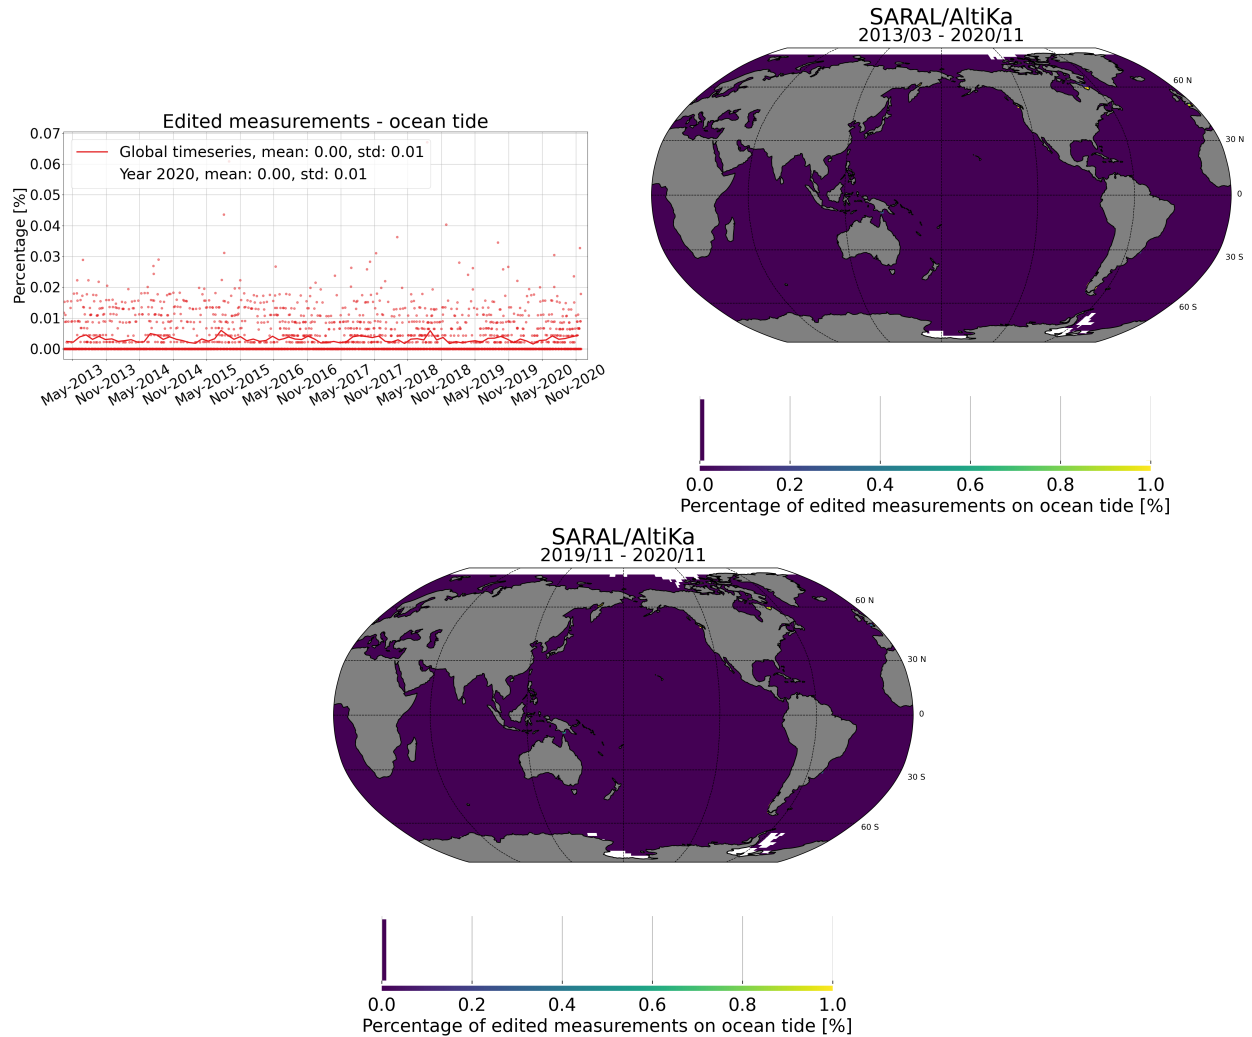 Edited measurements - ocean tide
Percentage [%]
0.07
0.06
0.05
0.04
0.03
0.02
0.01
0.00
Global timeseries, mean: 0.00, std: 0.01
Year 2020, mean: 0.00, std: 0.01
May-2013
Nov-2013
May-2014
Nov-2014
May-2015
Nov-2015
May-2016
Nov-2016
May-2017
Nov-2017
May-2018
Nov-2018
May-2019
Nov-2019
May-2020
Nov-2020
SARAL/AltiKa
2013/03 - 2020/11
60 N
30 N
0
30 S
60 S
0.0 0.2 0.4 0.6 0.8 1.0
Percentage of edited measurements on ocean tide [%]
SARAL/AltiKa
2019/11 - 2020/11
60 N
30 N
0
30 S
60 S
0.0 0.2 0.4 0.6 0.8 1.0
Percentage of edited measurements on ocean tide [%]